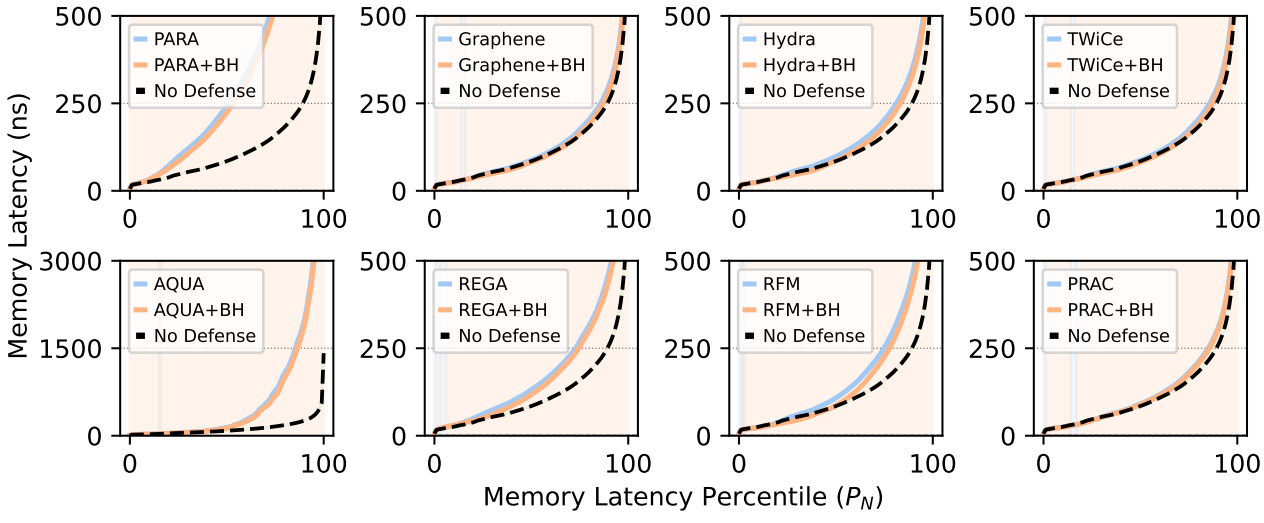 Memory Latency (ns)
500
250
0
PARA
PARA+BH
No Defense
0
100
500
250
0
Graphene
Graphene+BH
No Defense
0
100
500
250
0
Hydra
Hydra+BH
No Defense
0
100
500
250
0
TWiCe
TWiCe+BH
No Defense
0
100
3000
1500
0
AQUA
AQUA+BH
No Defense
0
100
500
250
0
REGA
REGA+BH
No Defense
0
100
500
250
0
RFM
RFM+BH
No Defense
0
100
500
250
0
PRAC
PRAC+BH
No Defense
0
100
Memory Latency Percentile (P_N)